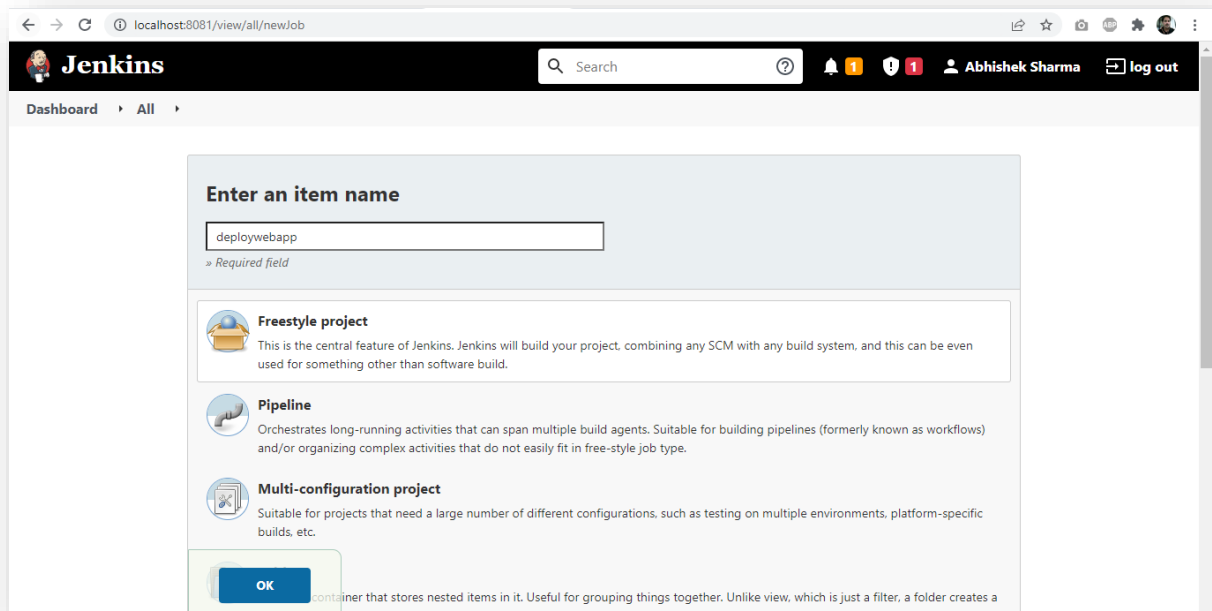 localhost:8081/view/all/newJob
ABP
Jenkins
Search
1
1
Abhishek Sharma
log out
Dashboard
All
Enter an item name
deploywebapp
» Required field
Freestyle project
This is the central feature of Jenkins. Jenkins will build your project, combining any SCM with any build system, and this can be even
used for something other than software build.
Pipeline
Orchestrates long-running activities that can span multiple build agents. Suitable for building pipelines (formerly known as workflows)
and/or organizing complex activities that do not easily fit in free-style job type.
Multi-configuration project
Suitable for projects that need a large number of different configurations, such as testing on multiple environments, platform-specific
builds, etc.
OK
container that stores nested items in it. Useful for grouping things together. Unlike view, which is just a filter, a folder creates a